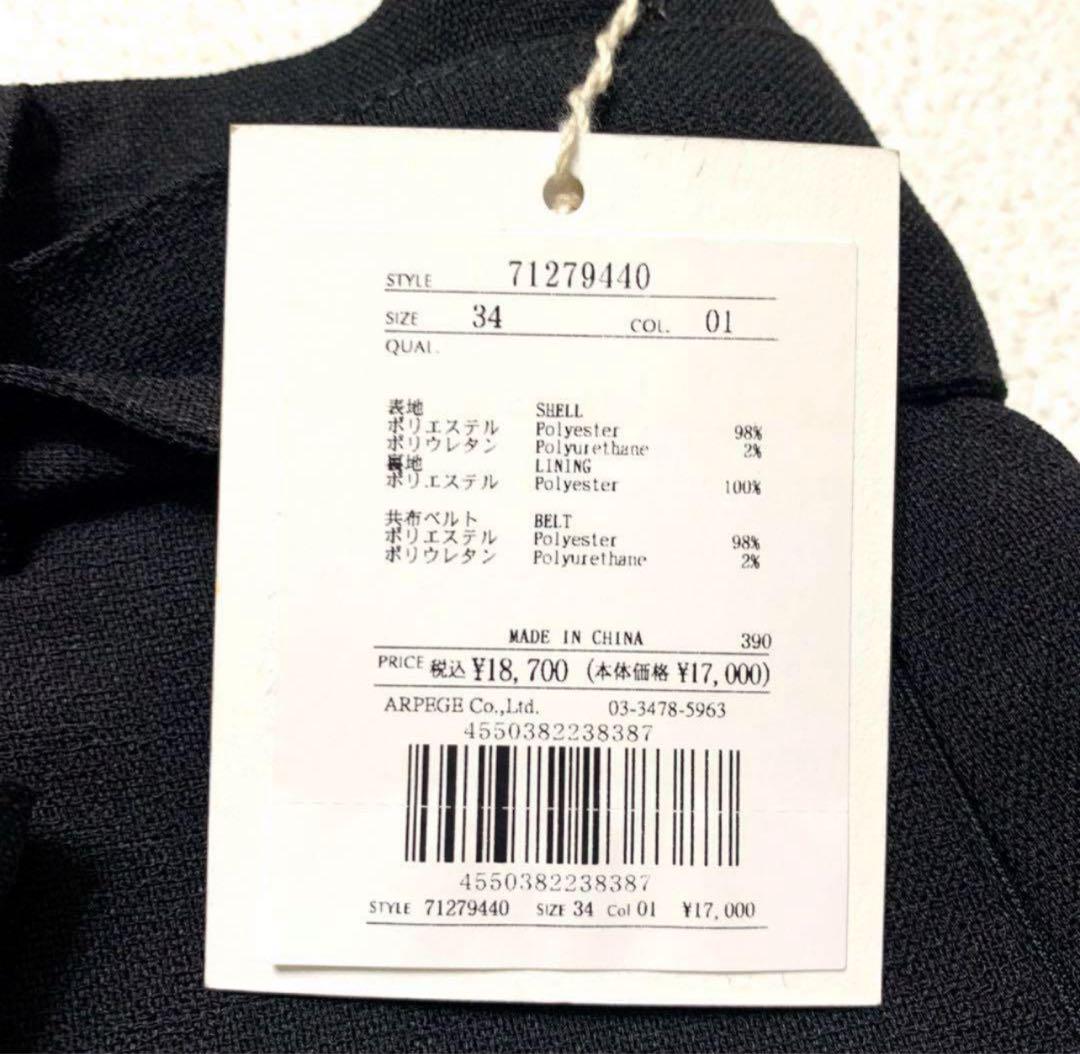 STYLE 71279440
SIZE 34 COL. 01
QUAL.
表地 SHELL
ポリエステル Polyester 98%
ポリウレタン Polyurethane 2%
裏地 LINING
ポリエステル Polyester 100%
共布ベルト BELT
ポリエステル Polyester 98%
ポリウレタン Polyurethane 2%
MADE IN CHINA 390
PRICE 税込 ¥18,700 (本体価格 ¥17,000)
ARPEGE Co.,Ltd. 03-3478-5963
4550382238387
4550382238387
STYLE 71279440 SIZE 34 Col 01 ¥17,000